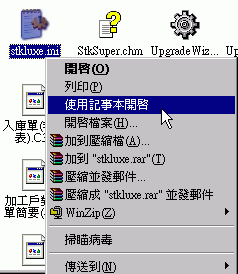 stkluxe.ini StkSuper.chm UpgradeWiz...
開啓(O)
列印(P)
使用記事本開啓
開啓檔案(H)...
加到壓縮檔(A)...
加到 "stkluxe.rar"(T)
壓縮並發郵件...
壓縮成 "stkluxe.rar" 並發郵件
WinZip(Z)
掃瞄病毒
傳送到(N)
入庫單(
表).C
加工戶
單簡要(